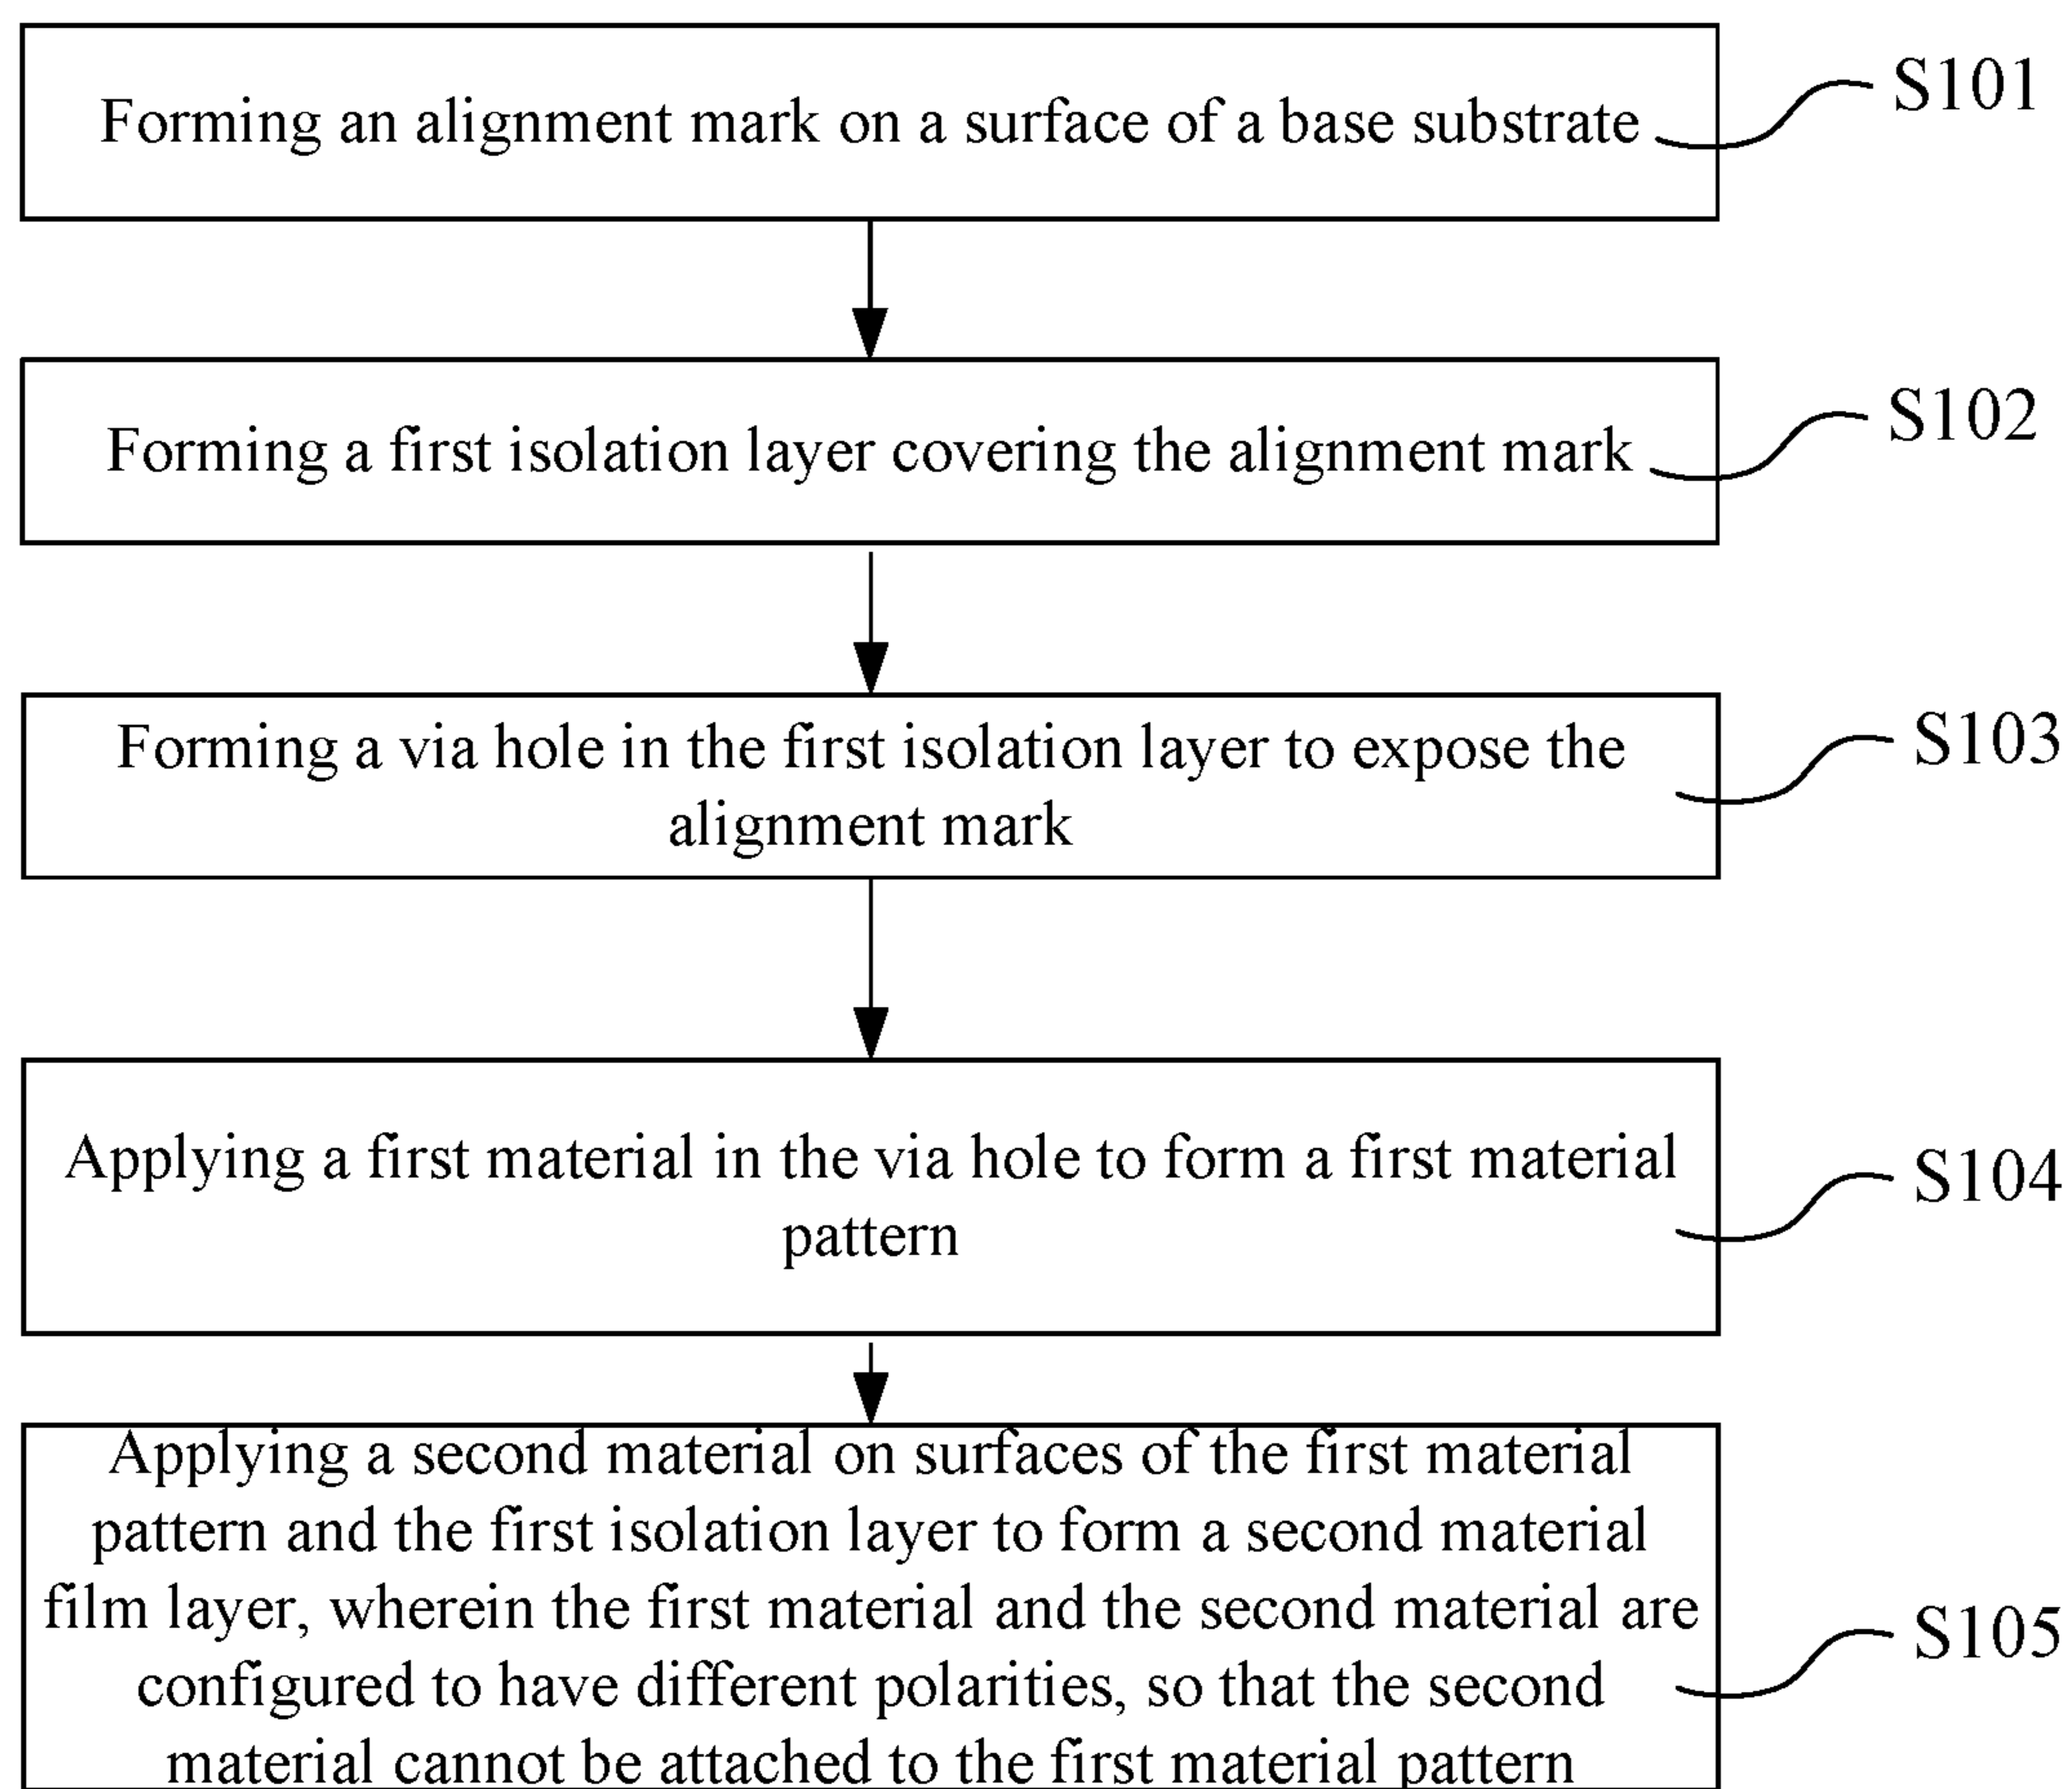 Forming an alignment mark on a surface of a base substrate
S101
Forming a first isolation layer covering the alignment mark
S102
Forming a via hole in the first isolation layer to expose the
alignment mark
S103
Applying a first material in the via hole to form a first material
pattern
S104
Applying a second material on surfaces of the first material
pattern and the first isolation layer to form a second material
film layer, wherein the first material and the second material are
configured to have different polarities, so that the second
material cannot be attached to the first material pattern
S105